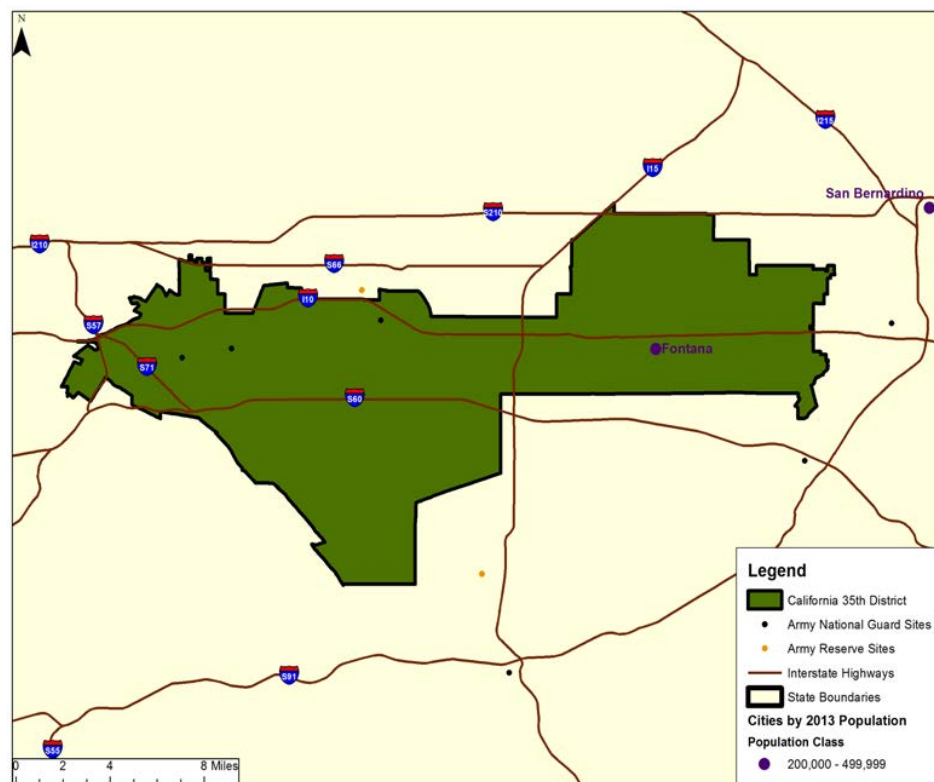 N
I215
I15
San Bernardino
S210
I210
S66
I10
S57
Fontana
S71
S60
Legend
California 35th District
Army National Guard Sites
Army Reserve Sites
Interstate Highways
State Boundaries
Cities by 2013 Population
Population Class
200,000 - 499,999
S91
S55
0 2 4 8 Miles